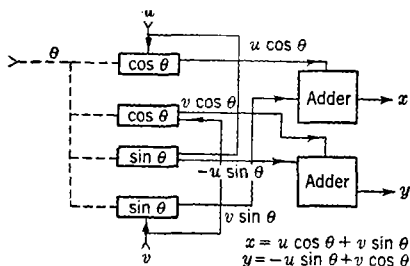 u
θ
cos θ
u cos θ
Adder
x
cos θ
v cos θ
sin θ
-u sin θ
Adder
y
sin θ
v sin θ
v
x = u cos θ + v sin θ
y = -u sin θ + v cos θ